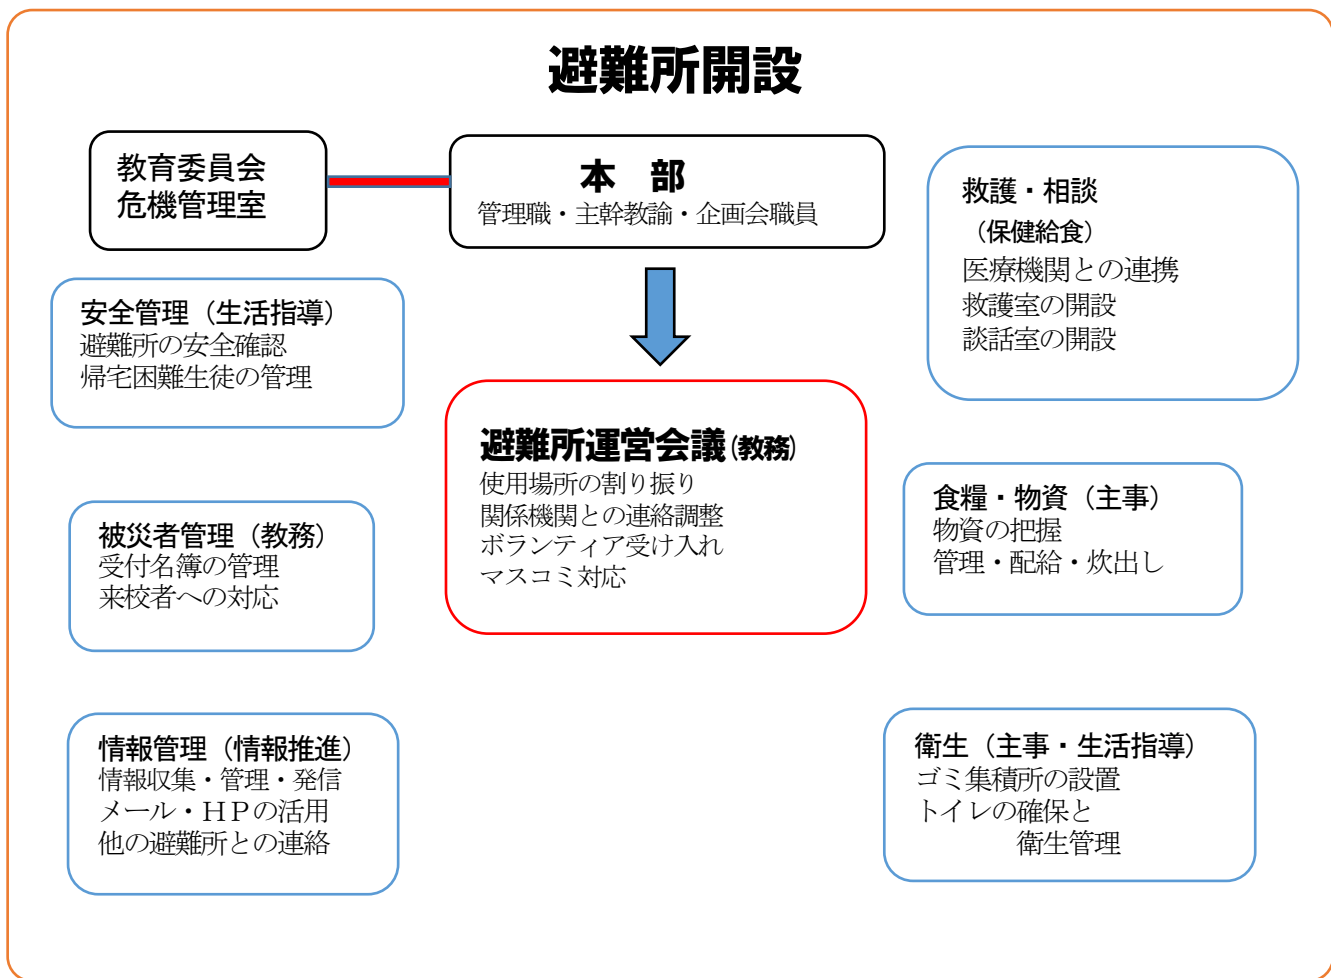 避難所開設
教育委員会
危機管理室
本　部
管理職・主幹教諭・企画会職員
救護・相談
（保健給食）
医療機関との連携
救護室の開設
談話室の開設
安全管理（生活指導）
避難所の安全確認
帰宅困難生徒の管理
避難所運営会議（教務）
使用場所の割り振り
関係機関との連絡調整
ボランティア受け入れ
マスコミ対応
食糧・物資（主事）
物資の把握
管理・配給・炊出し
被災者管理（教務）
受付名簿の管理
来校者への対応
情報管理（情報推進）
情報収集・管理・発信
メール・ＨＰの活用
他の避難所との連絡
衛生（主事・生活指導）
ゴミ集積所の設置
トイレの確保と
衛生管理